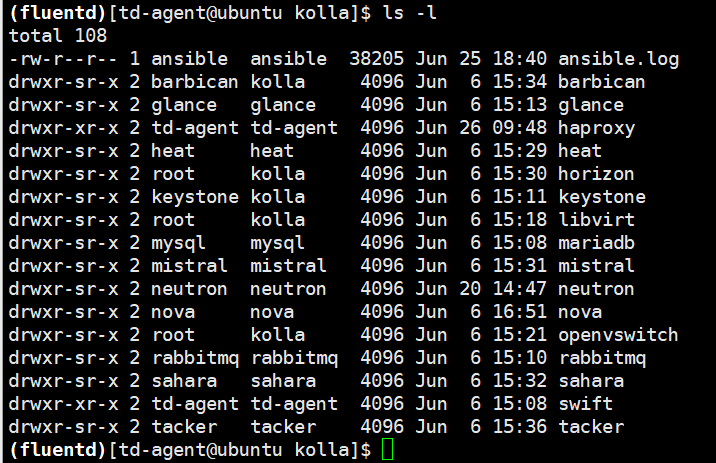 (fluentd)[td-agent@ubuntu kolla]$ ls -l
total 108
-rw-r--r-- 1 ansible  ansible  38205 Jun 25 18:40 ansible.log
drwxr-sr-x 2 barbican kolla     4096 Jun  6 15:34 barbican
drwxr-sr-x 2 glance   glance    4096 Jun  6 15:13 glance
drwxr-xr-x 2 td-agent td-agent  4096 Jun 26 09:48 haproxy
drwxr-sr-x 2 heat     heat      4096 Jun  6 15:29 heat
drwxr-sr-x 2 root     kolla     4096 Jun  6 15:30 horizon
drwxr-sr-x 2 keystone kolla     4096 Jun  6 15:11 keystone
drwxr-sr-x 2 root     kolla     4096 Jun  6 15:18 libvirt
drwxr-sr-x 2 mysql    mysql     4096 Jun  6 15:08 mariadb
drwxr-sr-x 2 mistral  mistral   4096 Jun  6 15:31 mistral
drwxr-sr-x 2 neutron  neutron   4096 Jun 20 14:47 neutron
drwxr-sr-x 2 nova     nova      4096 Jun  6 16:51 nova
drwxr-sr-x 2 root     kolla     4096 Jun  6 15:21 openvswitch
drwxr-sr-x 2 rabbitmq rabbitmq  4096 Jun  6 15:10 rabbitmq
drwxr-sr-x 2 sahara   sahara    4096 Jun  6 15:32 sahara
drwxr-xr-x 2 td-agent td-agent  4096 Jun  6 15:08 swift
drwxr-sr-x 2 tacker   tacker    4096 Jun  6 15:36 tacker
(fluentd)[td-agent@ubuntu kolla]$